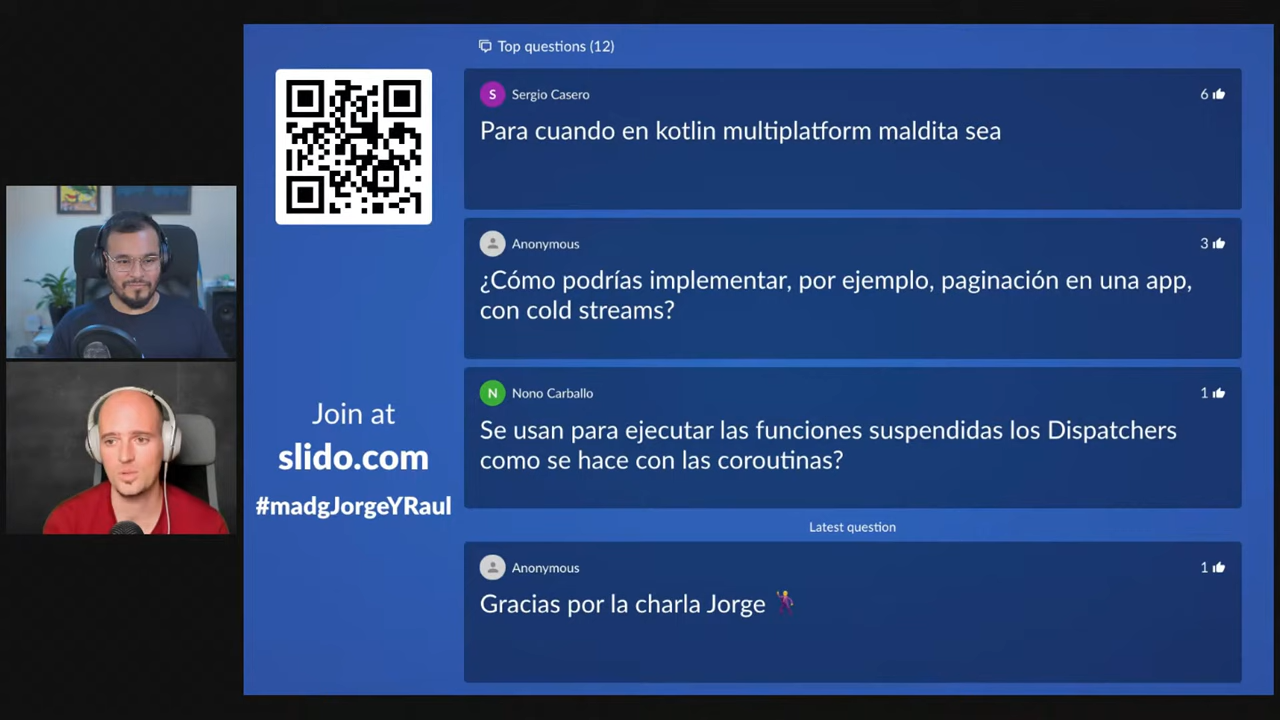 Top questions (12)
S Sergio Casero 6
Para cuando en kotlin multiplatform maldita sea
Anonymous 3
¿Cómo podrías implementar, por ejemplo, paginación en una app,
con cold streams?
N Nono Carballo 1
Se usan para ejecutar las funciones suspendidas los Dispatchers
como se hace con las coroutinas?
Latest question
Anonymous 1
Gracias por la charla Jorge
Join at
slido.com
#madgJorgeYRaul